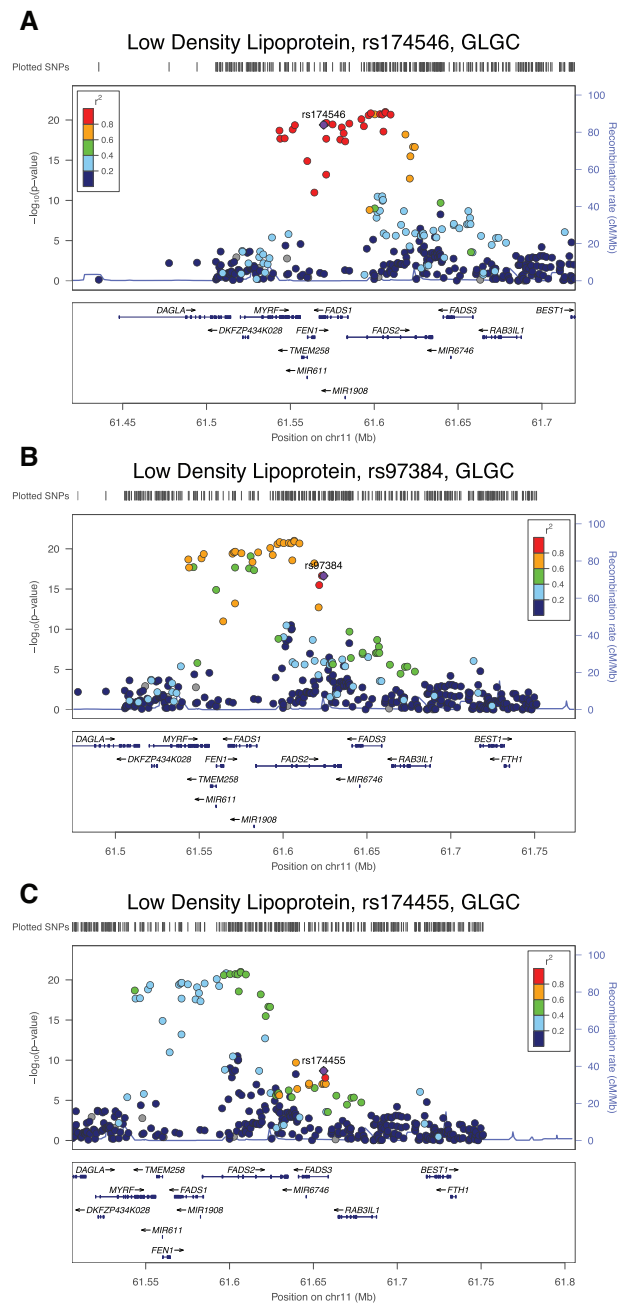 A
Low Density Lipoprotein, rs174546, GLGC
Plotted SNPs
r²
0.8
0.6
0.4
0.2
rs174546
−log₁₀(p−value)
0
5
10
15
20
Recombination rate (cM/Mb)
0
20
40
60
80
100
DAGLA→ MYRF→ ←FADS1 ←FADS3 BEST1→
←DKFZP434K028 FEN1→ FADS2→ ←RAB3IL1
←TMEM258 ←MIR6746
←MIR611
←MIR1908
61.45 61.5 61.55 61.6 61.65 61.7
Position on chr11 (Mb)
B
Low Density Lipoprotein, rs97384, GLGC
Plotted SNPs
r²
0.8
0.6
0.4
0.2
rs97384
−log₁₀(p−value)
0
5
10
15
20
Recombination rate (cM/Mb)
0
20
40
60
80
100
DAGLA→ MYRF→ ←FADS1 ←FADS3 BEST1→
←DKFZP434K028 FEN1→ FADS2→ ←RAB3IL1 ←FTH1
←TMEM258 ←MIR6746
←MIR611
←MIR1908
61.5 61.55 61.6 61.65 61.7 61.75
Position on chr11 (Mb)
C
Low Density Lipoprotein, rs174455, GLGC
Plotted SNPs
r²
0.8
0.6
0.4
0.2
rs174455
−log₁₀(p−value)
0
5
10
15
20
Recombination rate (cM/Mb)
0
20
40
60
80
100
DAGLA→ ←TMEM258 FADS2→ ←FADS3 BEST1→
MYRF→ ←FADS1 ←MIR6746 ←FTH1
←DKFZP434K028 ←MIR1908 ←RAB3IL1
←MIR611
FEN1→
61.55 61.6 61.65 61.7 61.75 61.8
Position on chr11 (Mb)